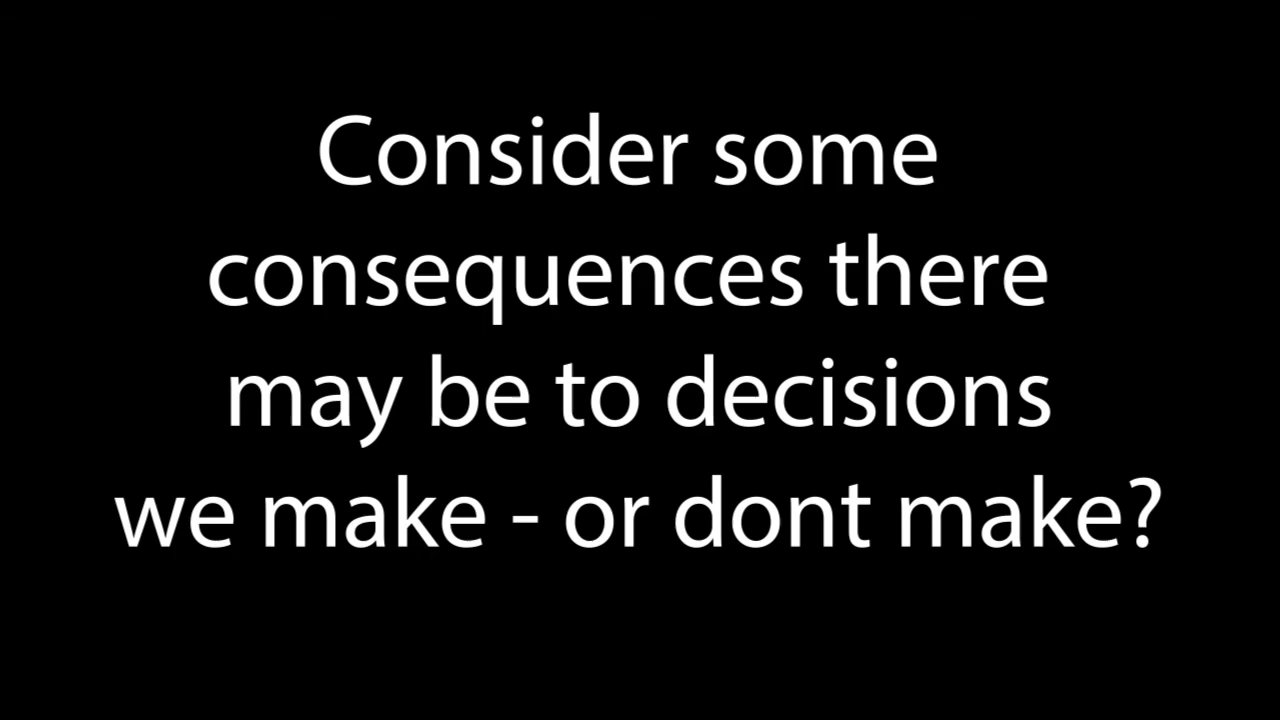 Consider some
consequences there
may be to decisions
we make - or dont make?